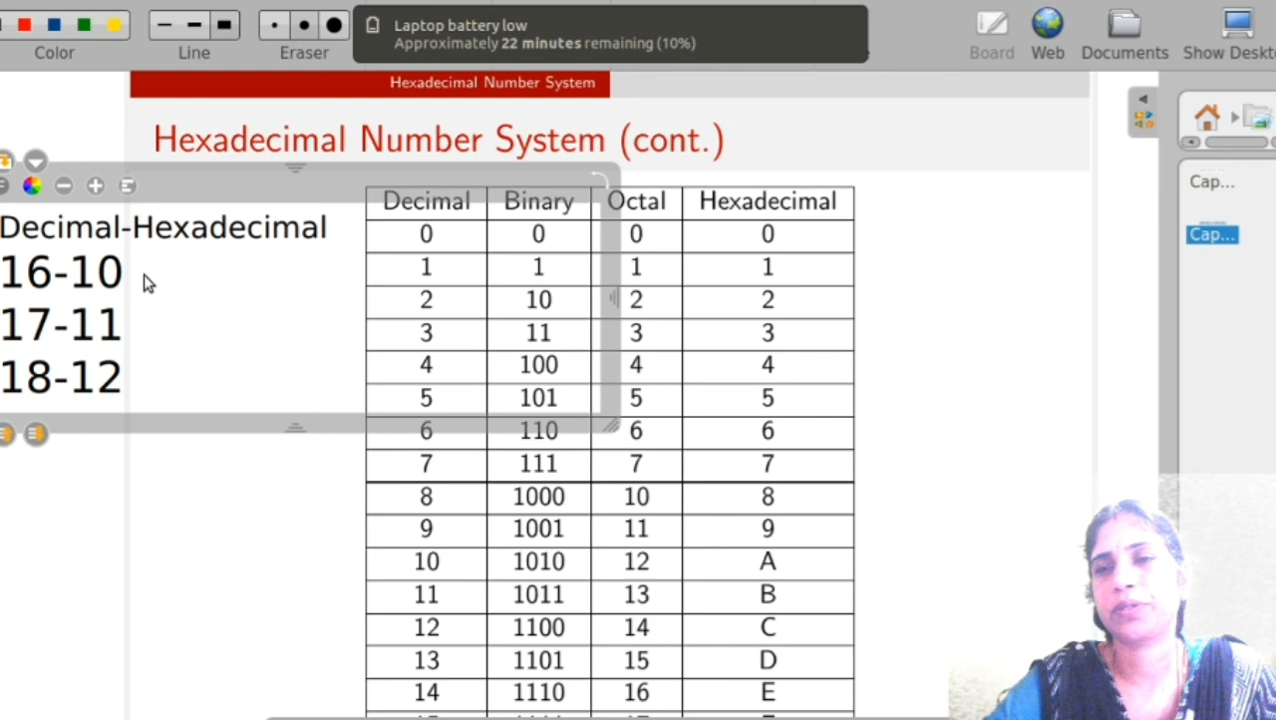 Color
Line
Eraser
Laptop battery low
Approximately 22 minutes remaining (10%)
Board
Web
Documents
Show Deskto
Hexadecimal Number System
Hexadecimal Number System (cont.)
Cap...
Cap...
Decimal-Hexadecimal
16-10
17-11
18-12
Decimal Binary Octal Hexadecimal
0 0 0 0
1 1 1 1
2 10 2 2
3 11 3 3
4 100 4 4
5 101 5 5
6 110 6 6
7 111 7 7
8 1000 10 8
9 1001 11 9
10 1010 12 A
11 1011 13 B
12 1100 14 C
13 1101 15 D
14 1110 16 E